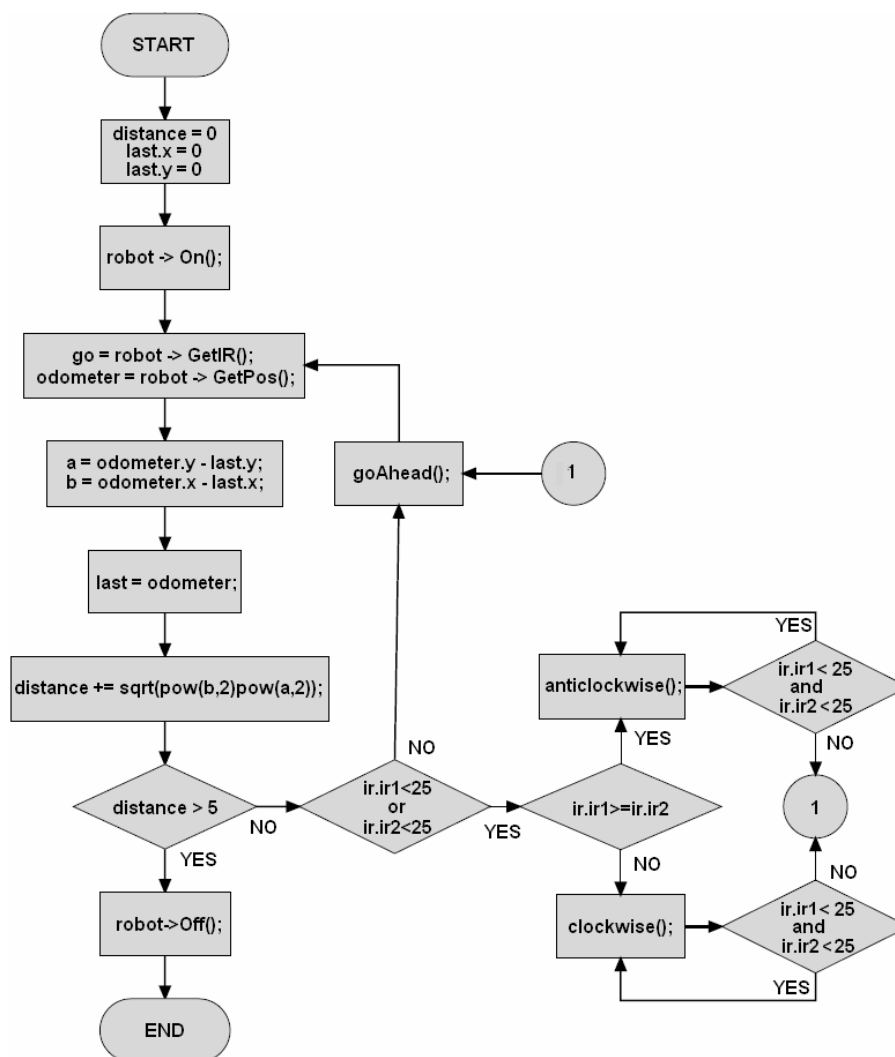 START
distance = 0
last.x = 0
last.y = 0
robot -> On();
go = robot -> GetIR();
odometer = robot -> GetPos();
a = odometer.y - last.y;
b = odometer.x - last.x;
goAhead();
1
last = odometer;
distance += sqrt(pow(b,2)pow(a,2));
YES
anticlockwise();
ir.ir1< 25
and
ir.ir2<25
NO
YES
NO
distance > 5
NO
ir.ir1<25
or
ir.ir2<25
YES
ir.ir1>=ir.ir2
1
YES
NO
NO
robot->Off();
clockwise();
ir.ir1< 25
and
ir.ir2<25
YES
END